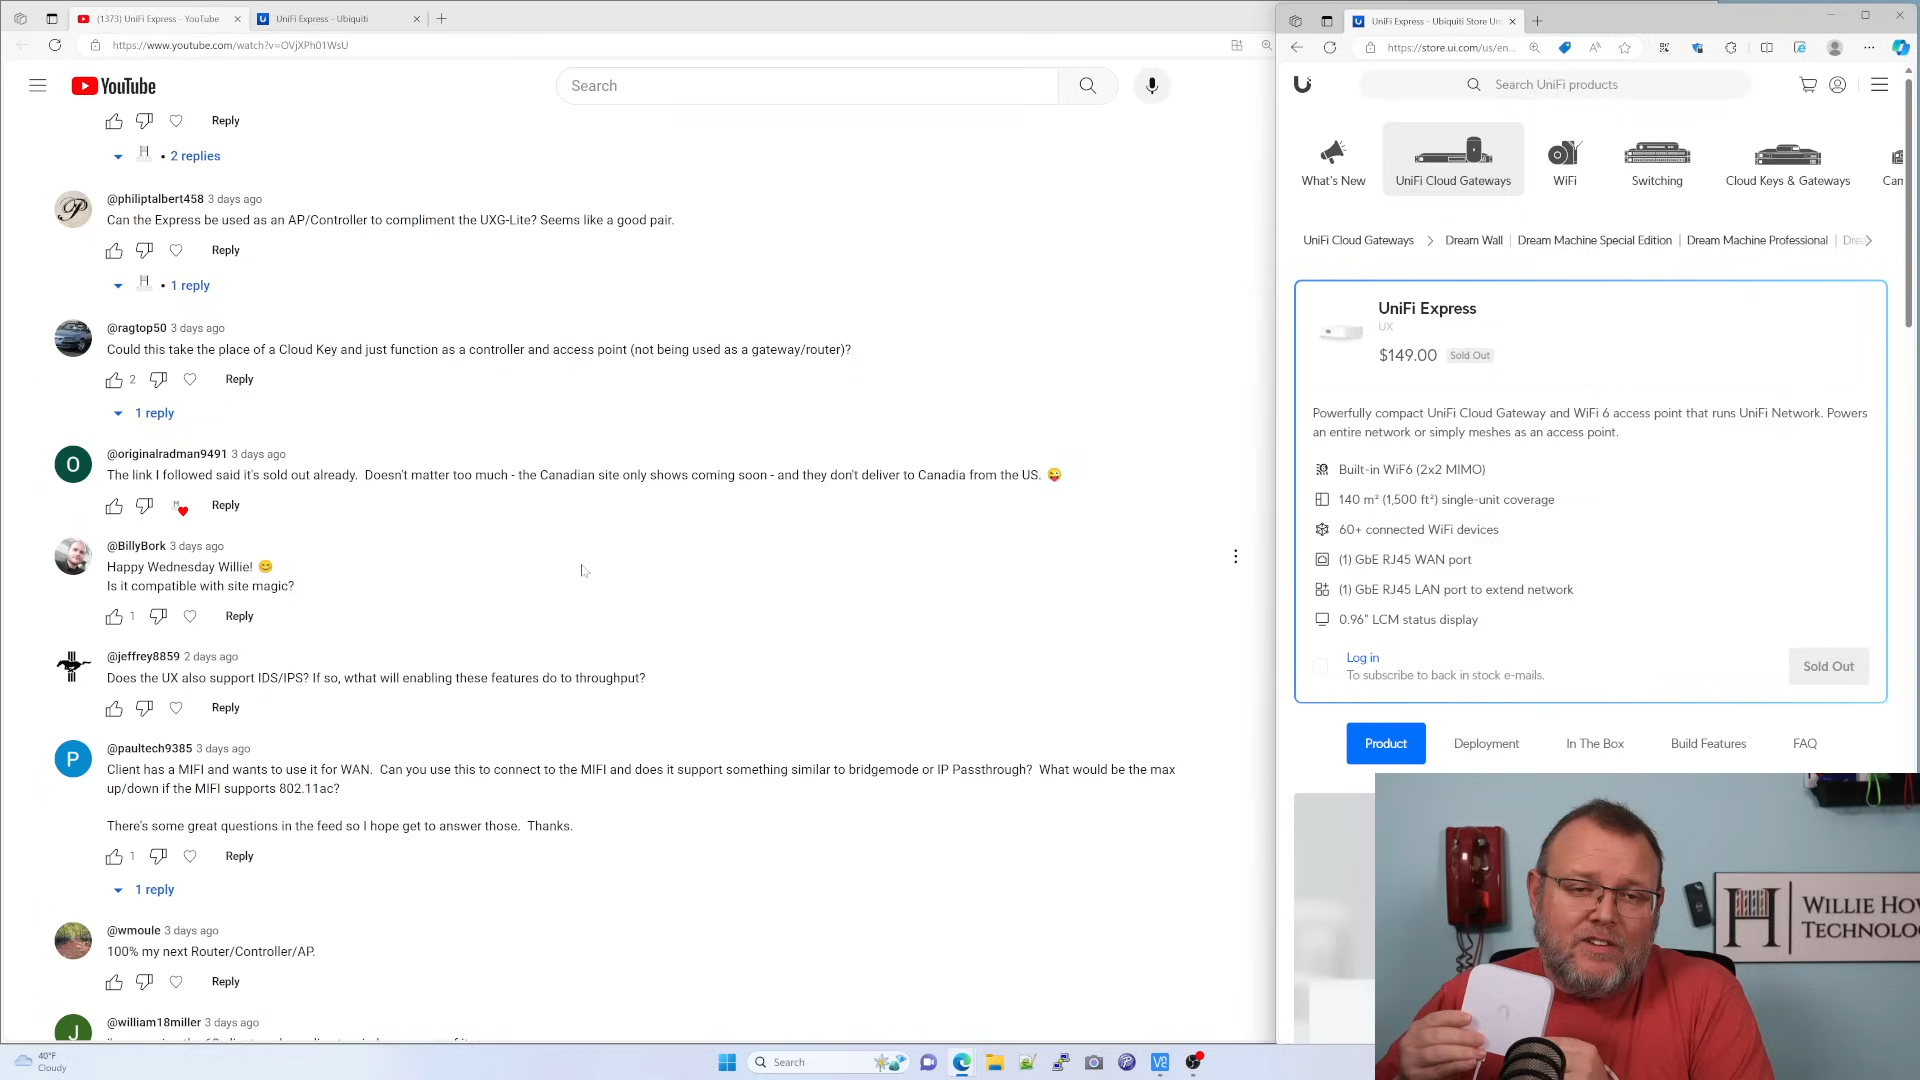 (1373) UniFi Express - YouTube
UniFi Express - Ubiquiti
https://www.youtube.com/watch?v=OVjXPh01WsU
YouTube
Search
Reply
2 replies
@philiptalbert458 3 days ago
Can the Express be used as an AP/Controller to compliment the UXG-Lite? Seems like a good pair.
Reply
1 reply
@ragtop50 3 days ago
Could this take the place of a Cloud Key and just function as a controller and access point (not being used as a gateway/router)?
2
Reply
1 reply
O
@originalradman9491 3 days ago
The link I followed said it's sold out already. Doesn't matter too much - the Canadian site only shows coming soon - and they don't deliver to Canadia from the US. 😜
Reply
@BillyBork 3 days ago
Happy Wednesday Willie! 😊
Is it compatible with site magic?
1
Reply
@jeffrey8859 2 days ago
Does the UX also support IDS/IPS? If so, wthat will enabling these features do to throughput?
Reply
P
@paultech9385 3 days ago
Client has a MIFI and wants to use it for WAN. Can you use this to connect to the MIFI and does it support something similar to bridgemode or IP Passthrough? What would be the max
up/down if the MIFI supports 802.11ac?
There's some great questions in the feed so I hope get to answer those. Thanks.
1
Reply
1 reply
@wmoule 3 days ago
100% my next Router/Controller/AP.
Reply
J
@william18miller 3 days ago
UniFi Express - Ubiquiti Store Un
https://store.ui.com/us/en...
Search UniFi products
What's New
UniFi Cloud Gateways
WiFi
Switching
Cloud Keys & Gateways
UniFi Cloud Gateways
Dream Wall
Dream Machine Special Edition
Dream Machine Professional
UniFi Express
UX
$149.00
Sold Out
Powerfully compact UniFi Cloud Gateway and WiFi 6 access point that runs UniFi Network. Powers
an entire network or simply meshes as an access point.
Built-in WiF6 (2x2 MIMO)
140 m² (1,500 ft²) single-unit coverage
60+ connected WiFi devices
(1) GbE RJ45 WAN port
(1) GbE RJ45 LAN port to extend network
0.96" LCM status display
Log in
To subscribe to back in stock e-mails.
Sold Out
Product
Deployment
In The Box
Build Features
FAQ
WILLIE HOW
TECHNOLO
40°F
Cloudy
Search